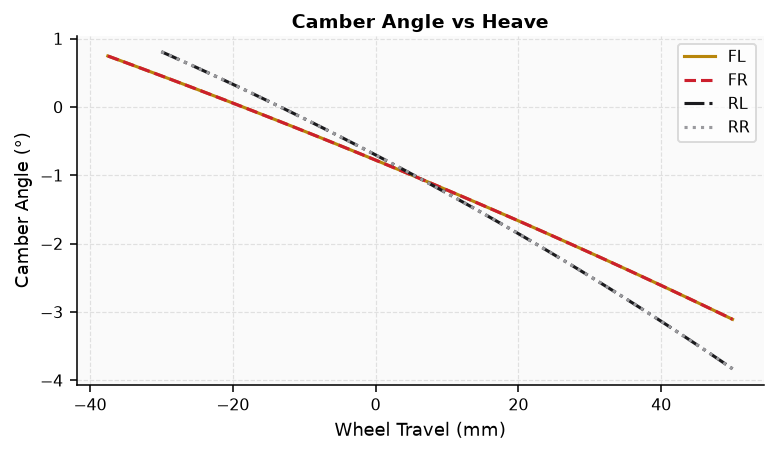 Camber Angle vs Heave
Camber Angle (°)
1
0
−1
−2
−3
−4
−40
−20
0
20
40
Wheel Travel (mm)
FL
FR
RL
RR